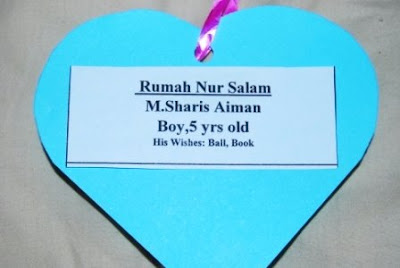 Rumah Nur Salam
M.Sharis Aiman
Boy,5 yrs old
His Wishes: Ball, Book